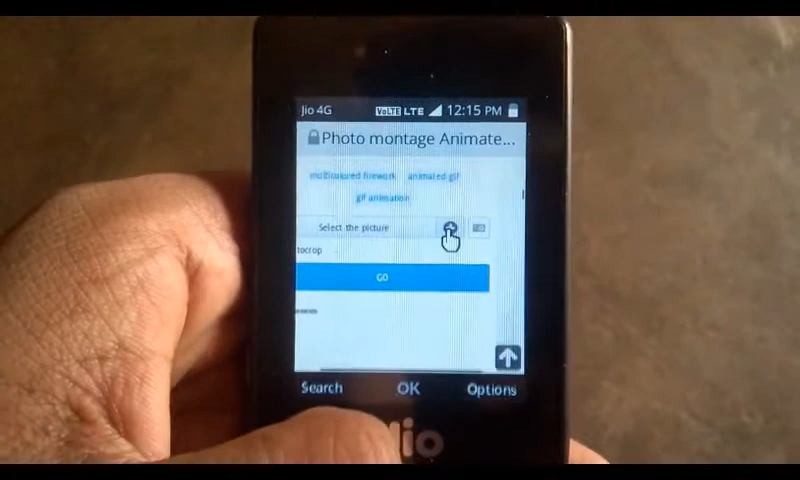 Jio 4G VoLTE LTE 12:15 PM
Photo montage Animate...
multicolored firework animated gif
gif animation
Select the picture
tocrop
GO
Search OK Options
Jio